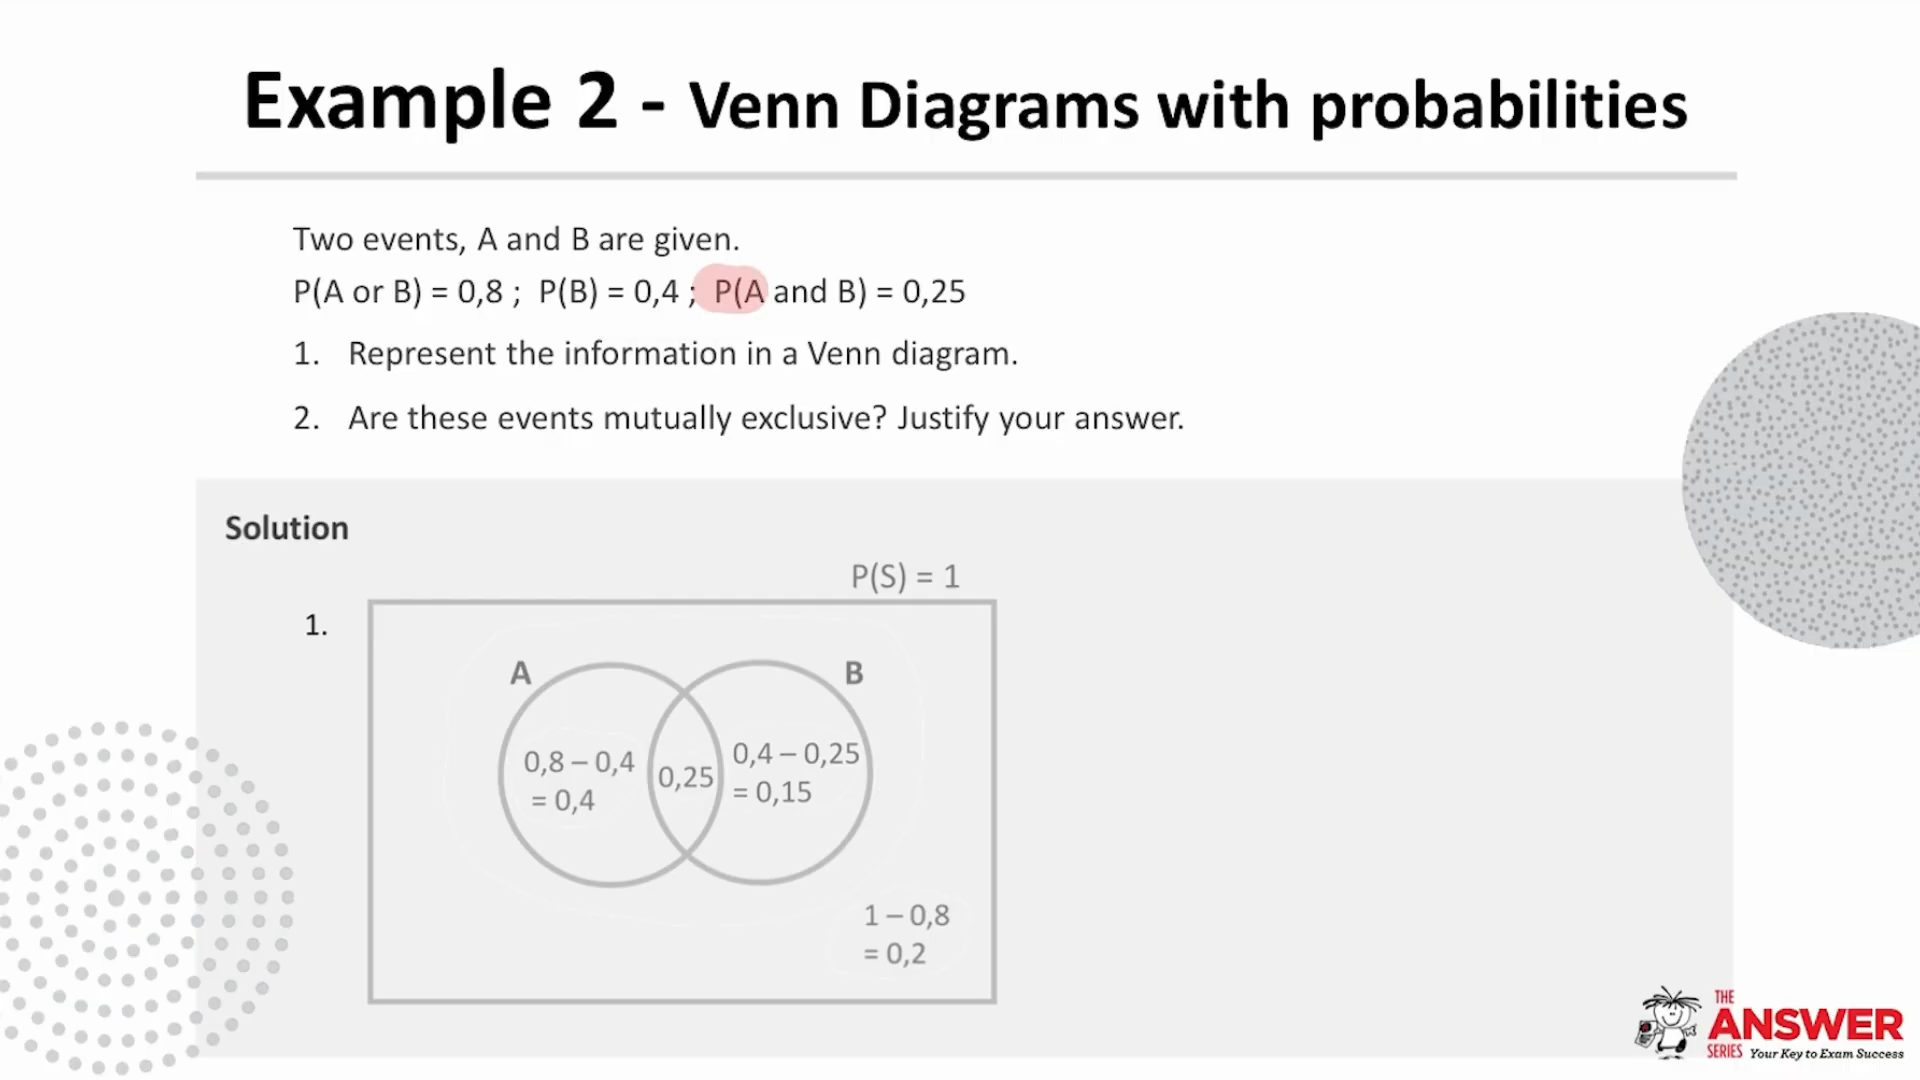 Example 2 - Venn Diagrams with probabilities
Two events, A and B are given.
P(A or B) = 0,8 ; P(B) = 0,4 ; P(A and B) = 0,25
1. Represent the information in a Venn diagram.
2. Are these events mutually exclusive? Justify your answer.
Solution
P(S) = 1
1.
A
B
0,8 – 0,4
= 0,4
0,25
0,4 – 0,25
= 0,15
1 – 0,8
= 0,2
THE
ANSWER
SERIES Your Key to Exam Success